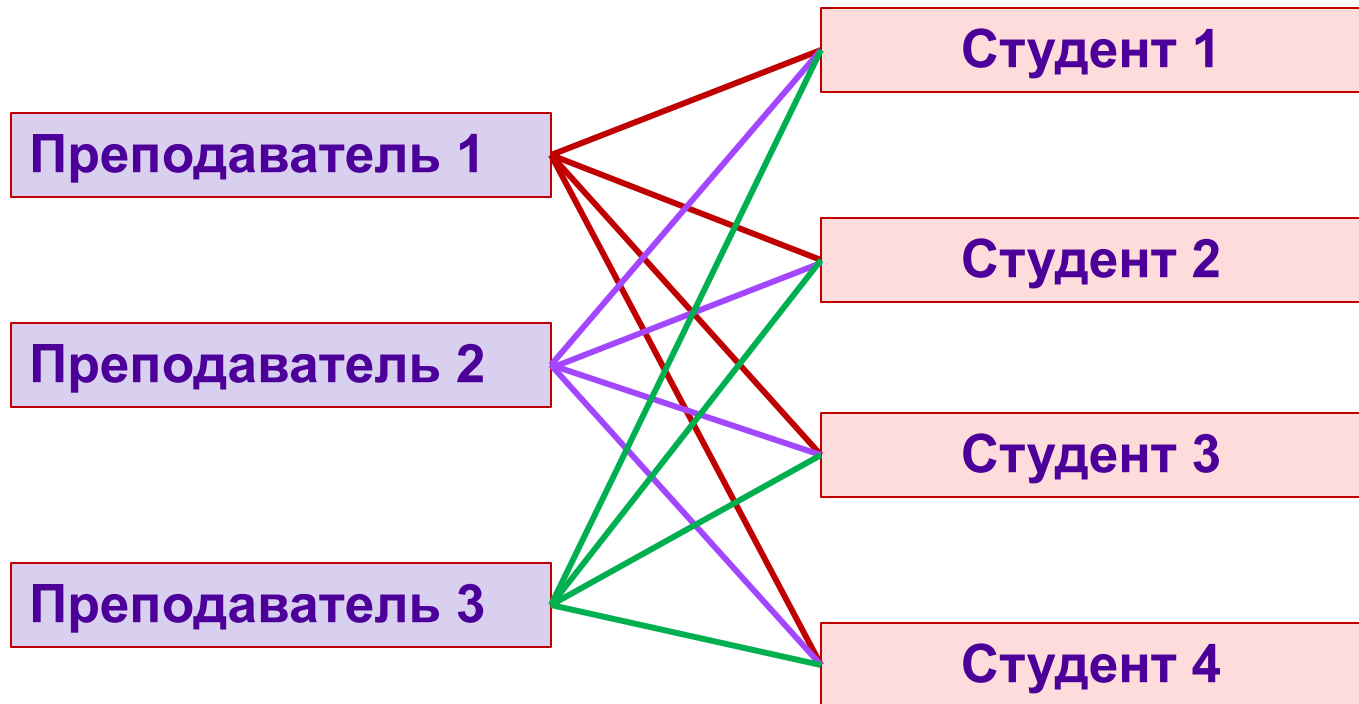 Преподаватель 1
Преподаватель 2
Преподаватель 3
Студент 1
Студент 2
Студент 3
Студент 4